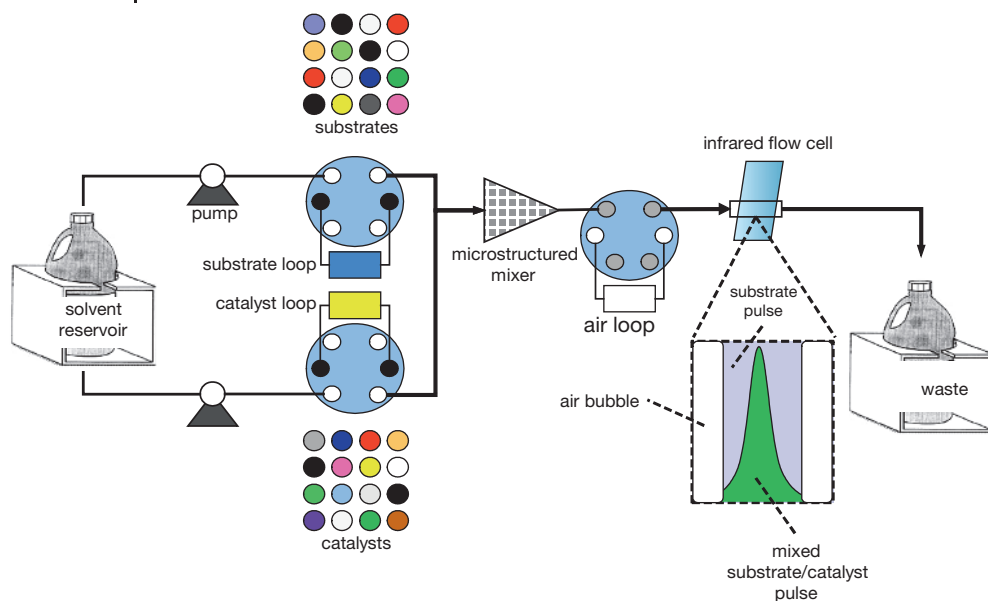 substrates
pump
substrate loop
catalyst loop
solvent
reservoir
microstructured
mixer
infrared flow cell
air loop
substrate
pulse
air bubble
waste
catalysts
mixed
substrate/catalyst
pulse